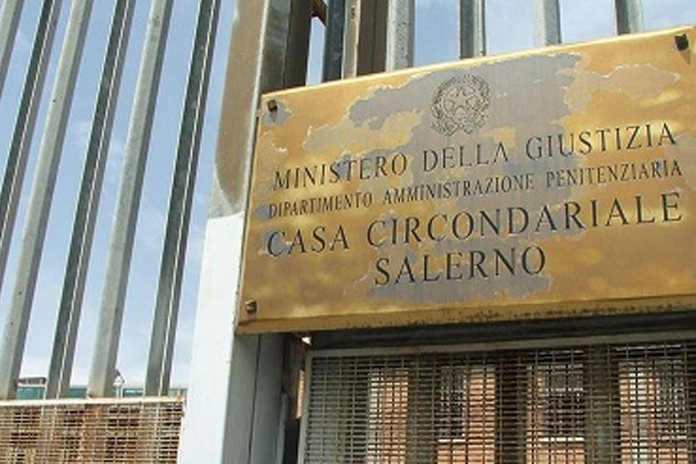 MINISTERO DELLA GIUSTIZIA
DIPARTIMENTO AMMINISTRAZIONE PENITENZIARIA
CASA CIRCONDARIALE
SALERNO